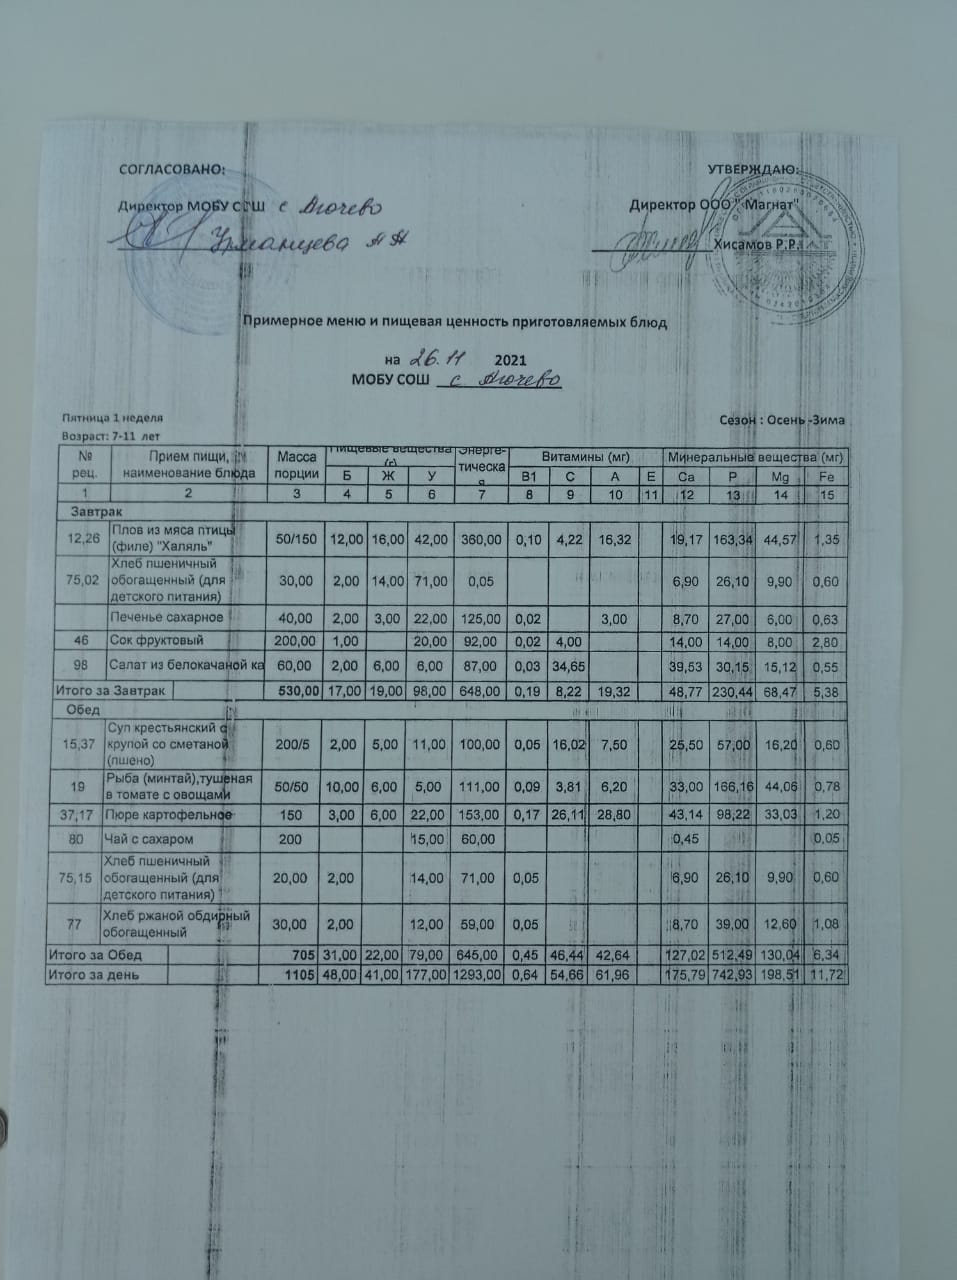 СОГЛАСОВАНО: УТВЕРЖДАЮ:
Директор МОБУ СОШ с Директор ООО "Магнат"
Хисамов Р.Р.
Примерное меню и пищевая ценность приготовляемых блюд
на 26.11 2021
МОБУ СОШ с
Пятница 1 неделя Сезон : Осень -Зима
Возраст: 7-11 лет
№ рец. Прием пищи, наименование блюда Масса порции Пищевые вещества (г) Энерге-тическа Витамины (мг) Минеральные вещества (мг)
Б Ж У В1 С А Е Са Р Mg Fe
1 2 3 4 5 6 7 8 9 10 11 12 13 14 15
Завтрак
12,26 Плов из мяса птицы (филе) "Халяль" 50/150 12,00 16,00 42,00 360,00 0,10 4,22 16,32 19,17 163,34 44,57 1,35
75,02 Хлеб пшеничный обогащенный (для детского питания) 30,00 2,00 14,00 71,00 0,05 6,90 26,10 9,90 0,60
Печенье сахарное 40,00 2,00 3,00 22,00 125,00 0,02 3,00 8,70 27,00 6,00 0,63
46 Сок фруктовый 200,00 1,00 20,00 92,00 0,02 4,00 14,00 14,00 8,00 2,80
98 Салат из белокачаной ка 60,00 2,00 6,00 6,00 87,00 0,03 34,65 39,53 30,15 15,12 0,55
Итого за Завтрак 530,00 17,00 19,00 98,00 648,00 0,19 8,22 19,32 48,77 230,44 68,47 5,38
Обед
15,37 Суп крестьянский с крупой со сметаной (пшено) 200/5 2,00 5,00 11,00 100,00 0,05 16,02 7,50 25,50 57,00 16,20 0,60
19 Рыба (минтай),тушеная в томате с овощами 50/50 10,00 6,00 5,00 111,00 0,09 3,81 6,20 33,00 166,16 44,06 0,78
37,17 Пюре картофельное 150 3,00 6,00 22,00 153,00 0,17 26,11 28,80 43,14 98,22 33,03 1,20
80 Чай с сахаром 200 15,00 60,00 0,45 0,05
75,15 Хлеб пшеничный обогащенный (для детского питания) 20,00 2,00 14,00 71,00 0,05 6,90 26,10 9,90 0,60
77 Хлеб ржаной обдирный обогащенный 30,00 2,00 12,00 59,00 0,05 8,70 39,00 12,60 1,08
Итого за Обед 705 31,00 22,00 79,00 645,00 0,45 46,44 42,64 127,02 512,49 130,04 6,34
Итого за день 1105 48,00 41,00 177,00 1293,00 0,64 54,66 61,96 175,79 742,93 198,51 11,72